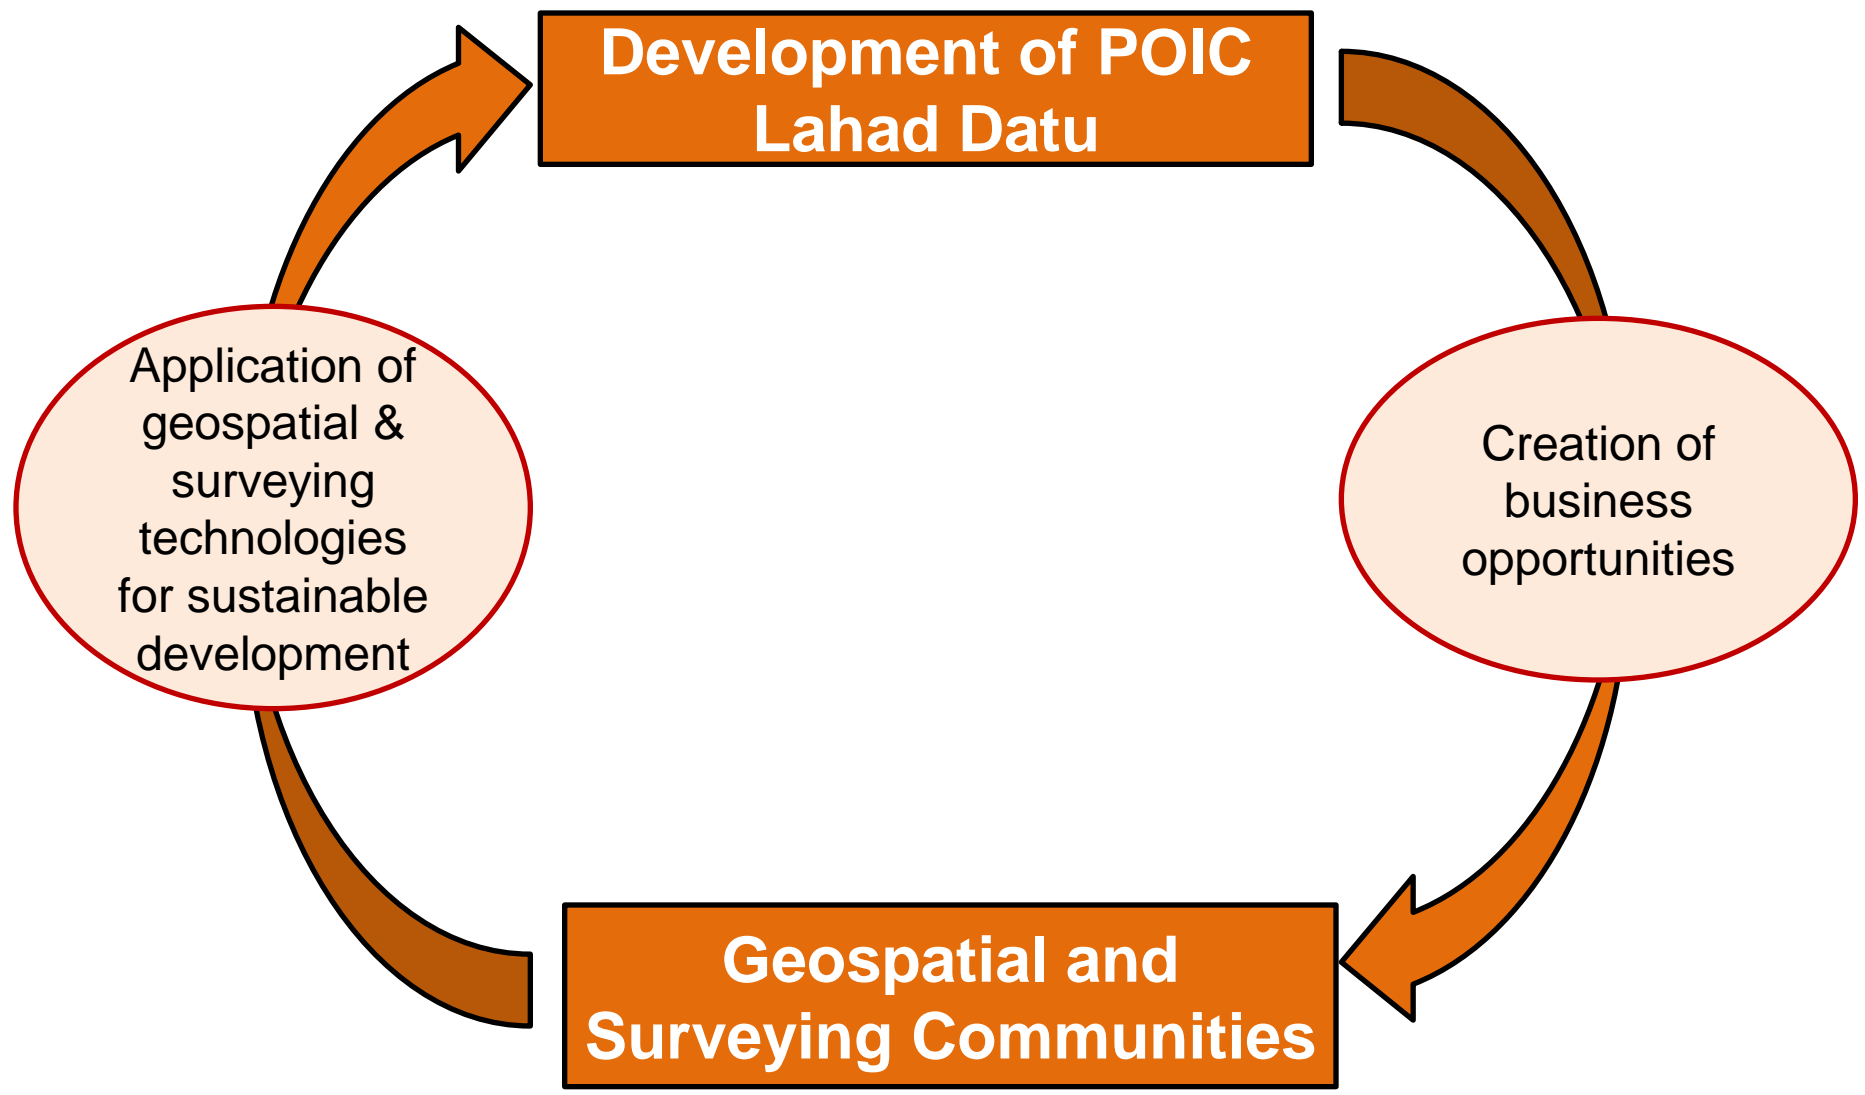 Development of POIC
Lahad Datu
Application of
geospatial &
surveying
technologies
for sustainable
development
Creation of
business
opportunities
Geospatial and
Surveying Communities